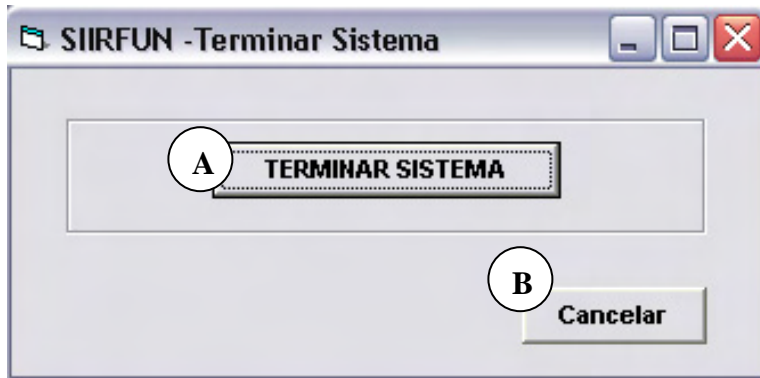 SIIRFUN -Terminar Sistema
A
TERMINAR SISTEMA
B
Cancelar